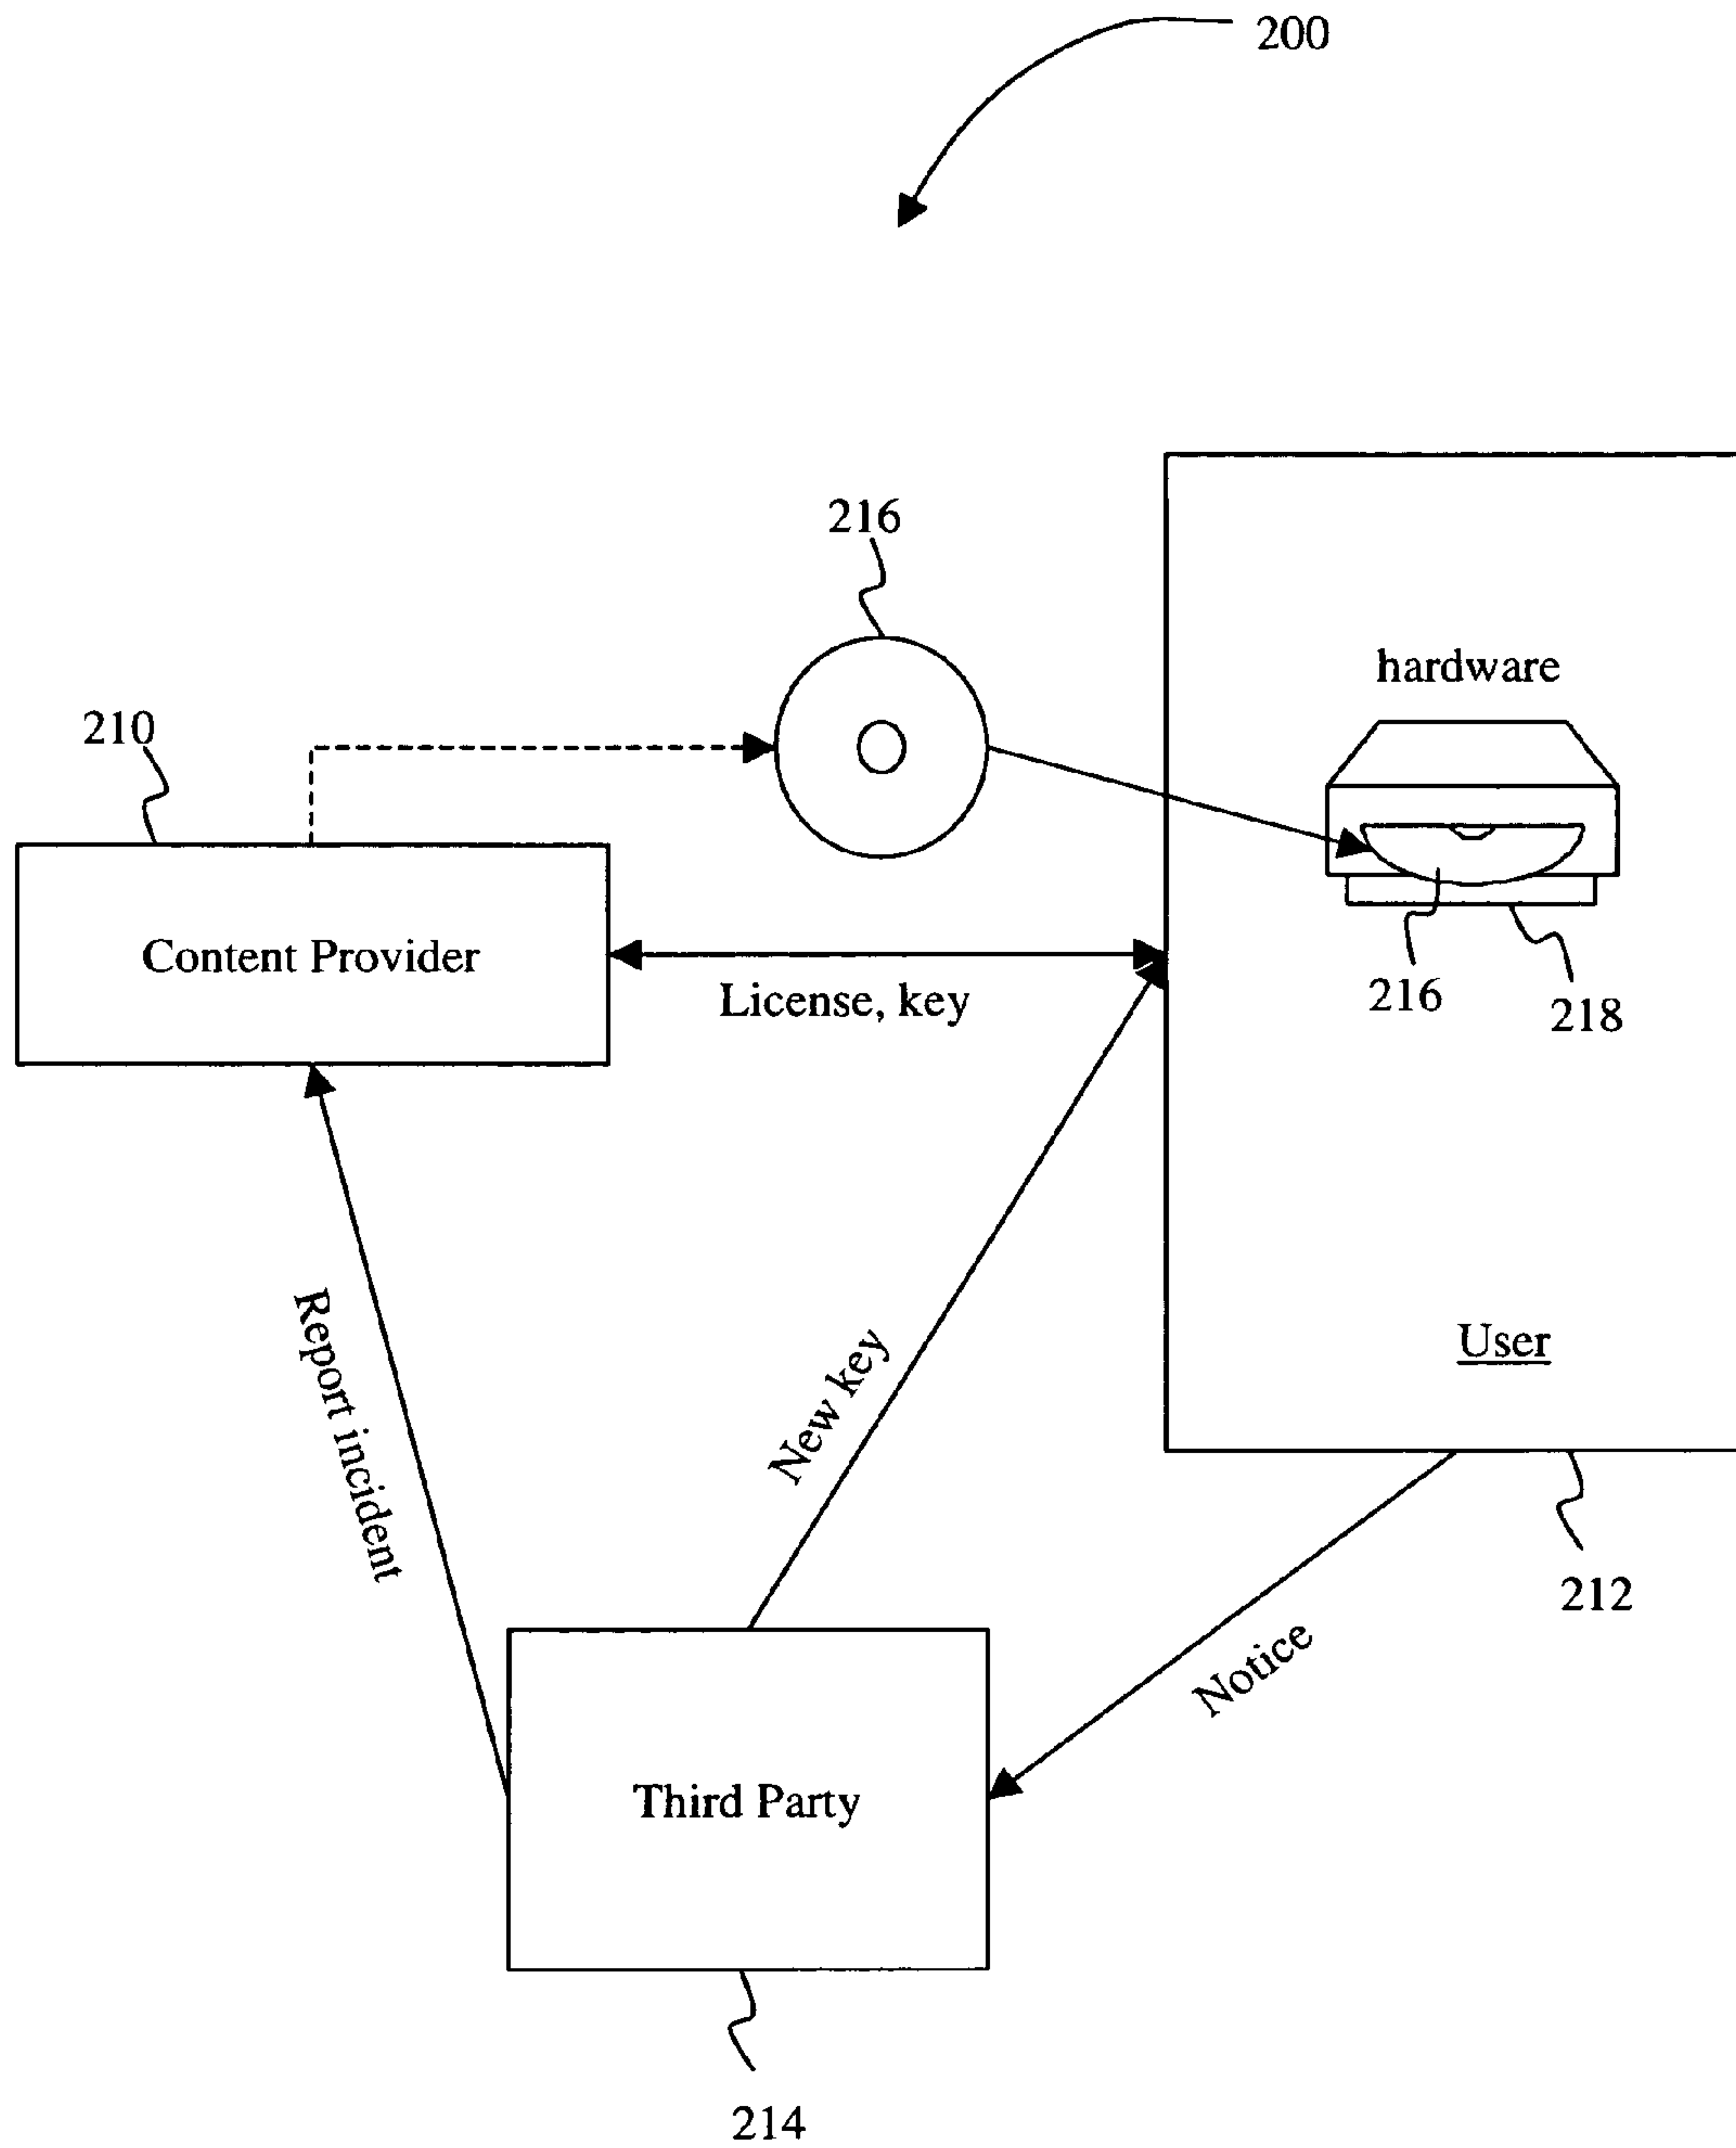 200
216
hardware
210
Content Provider
License, key
216
218
Report incident
New key
User
212
Notice
Third Party
214